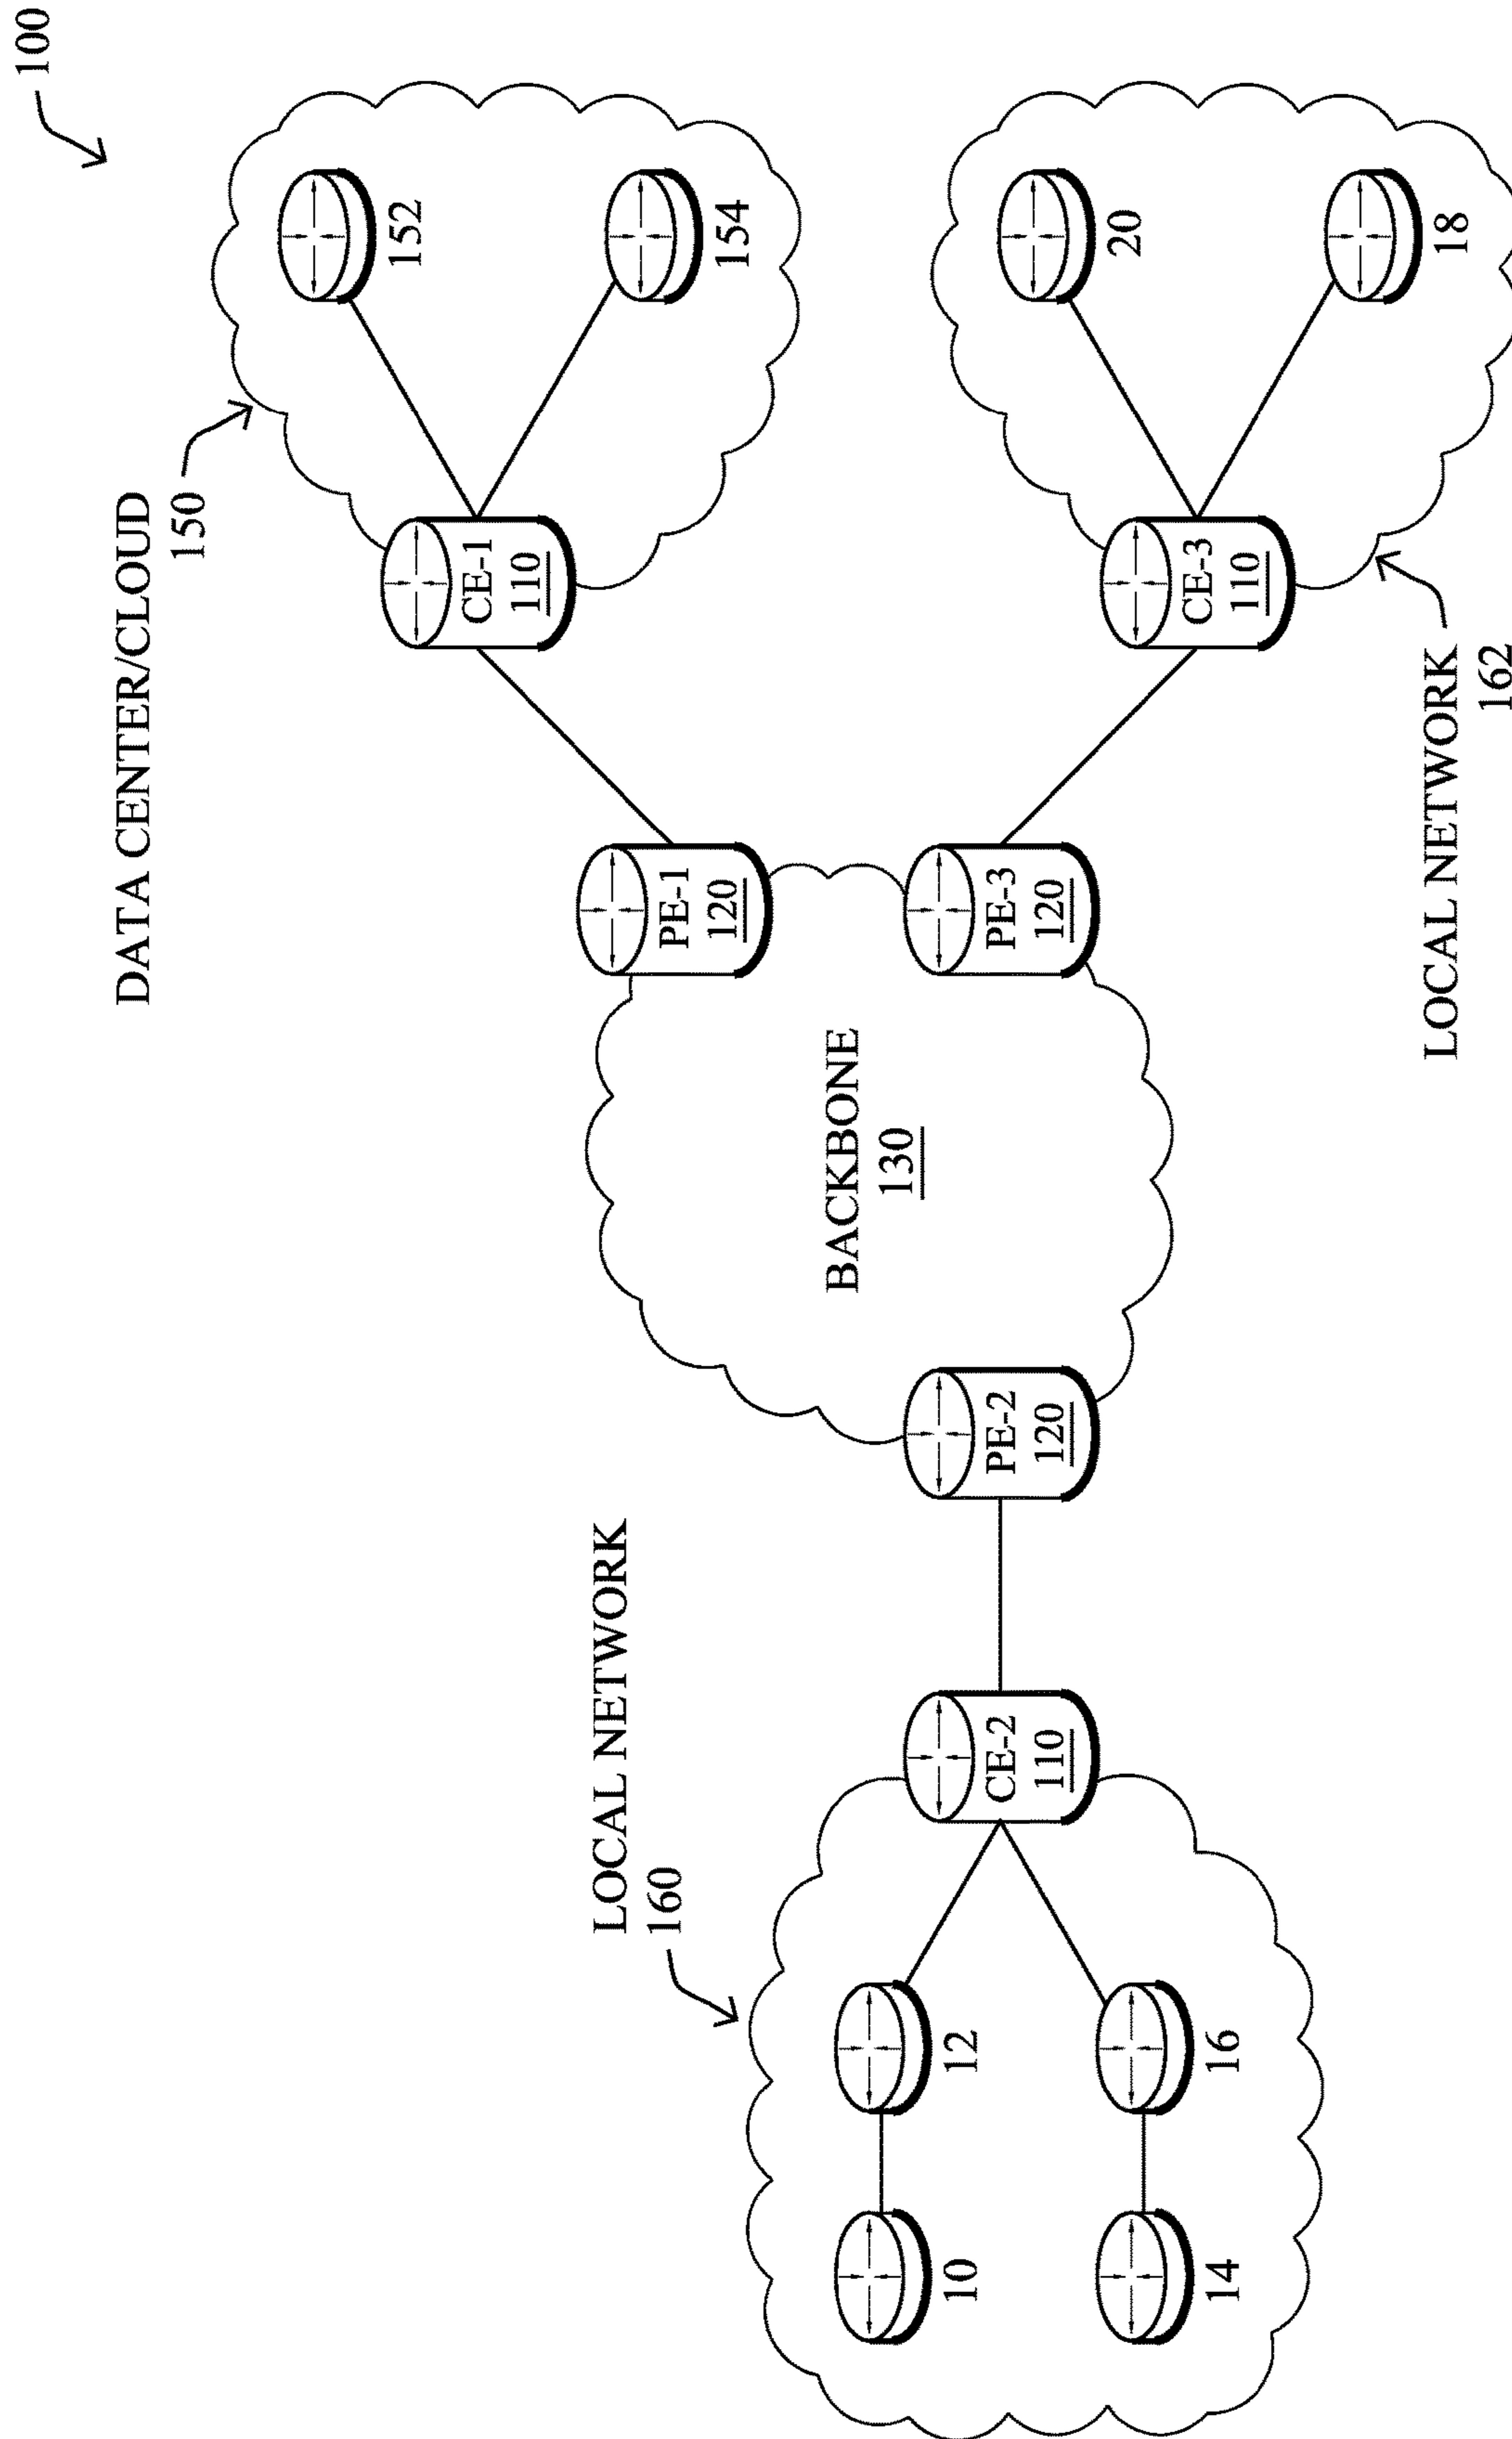 100
DATA CENTER/CLOUD
150
152
154
CE-1
110
PE-1
120
BACKBONE
130
PE-3
120
CE-3
110
20
18
LOCAL NETWORK
162
PE-2
120
LOCAL NETWORK
160
CE-2
110
12
10
16
14